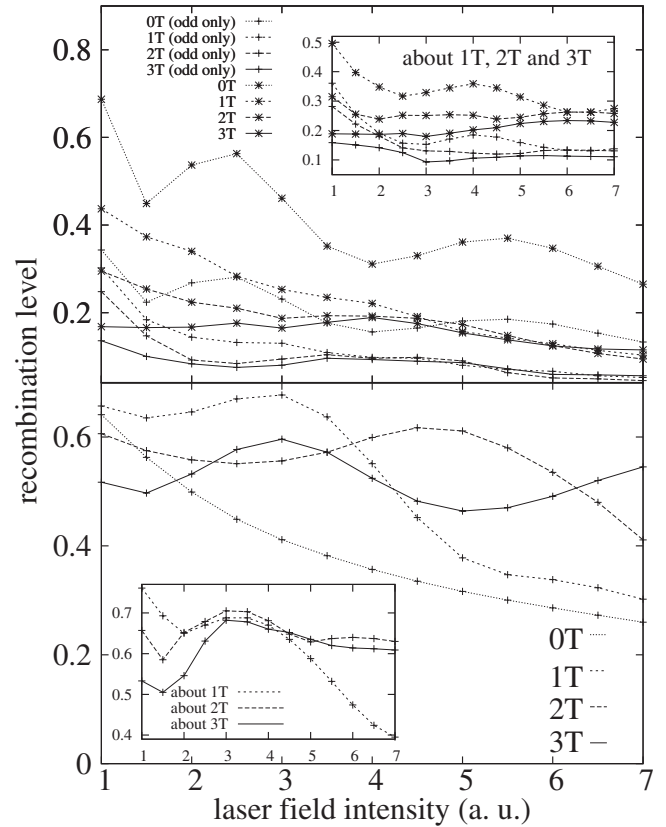 0T (odd only)
1T (odd only)
2T (odd only)
3T (odd only)
0T
1T
2T
3T
0.8
0.6
0.4
0.2
about 1T, 2T and 3T
0.5
0.4
0.3
0.2
0.1
1 2 3 4 5 6 7
recombination level
0.6
0.4
0.2
0
0.7
0.6
0.5
0.4
about 1T
about 2T
about 3T
1 2 3 4 5 6 7
0T
1T
2T
3T
1 2 3 4 5 6 7
laser field intensity (a. u.)